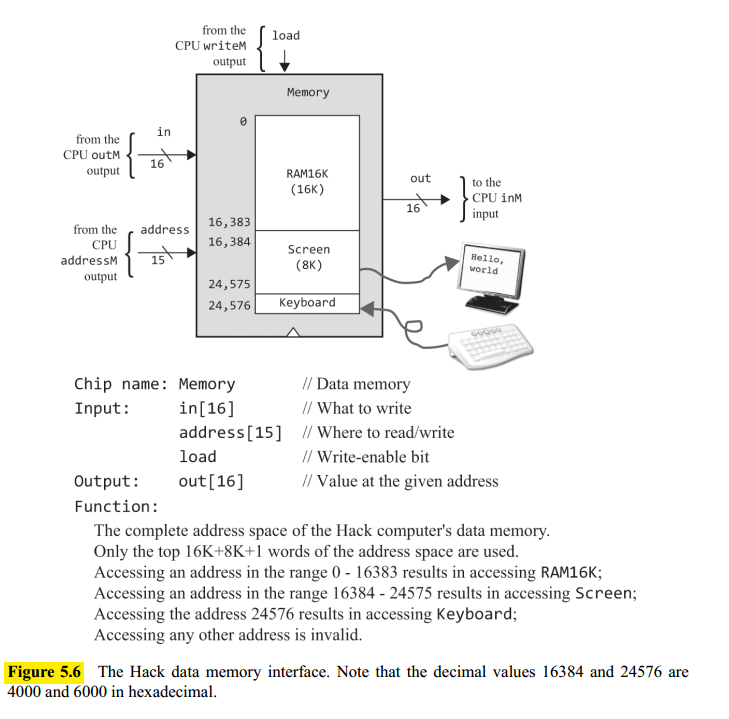 from the
CPU writeM
output
load
Memory
0
from the
CPU outM
output
in
16
RAM16K
(16K)
out
16
to the
CPU inM
input
from the
CPU
addressM
output
address
15
16,383
16,384
Screen
(8K)
24,575
24,576
Keyboard
Hello,
world
Chip name: Memory // Data memory
Input: in[16] // What to write
address[15] // Where to read/write
load // Write-enable bit
Output: out[16] // Value at the given address
Function:
The complete address space of the Hack computer's data memory.
Only the top 16K+8K+1 words of the address space are used.
Accessing an address in the range 0 - 16383 results in accessing RAM16K;
Accessing an address in the range 16384 - 24575 results in accessing Screen;
Accessing the address 24576 results in accessing Keyboard;
Accessing any other address is invalid.
Figure 5.6 The Hack data memory interface. Note that the decimal values 16384 and 24576 are
4000 and 6000 in hexadecimal.